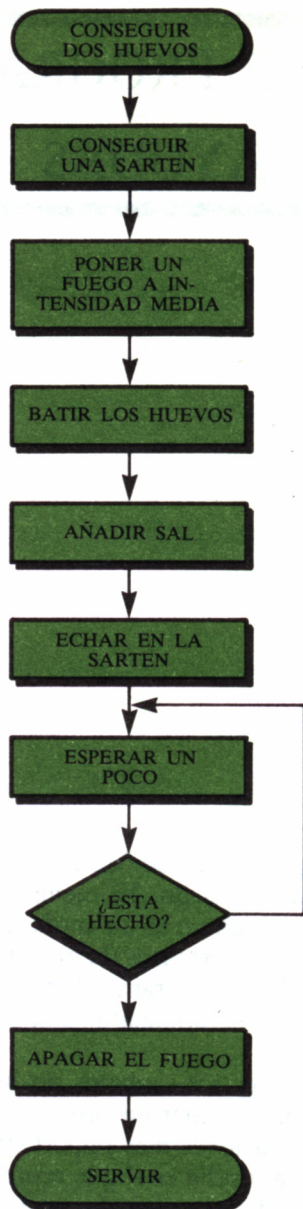 CONSEGUIR
DOS HUEVOS
CONSEGUIR
UNA SARTEN
PONER UN
FUEGO A IN-
TENSIDAD MEDIA
BATIR LOS HUEVOS
AÑADIR SAL
ECHAR EN LA
SARTEN
ESPERAR UN
POCO
¿ESTA
HECHO?
APAGAR EL FUEGO
SERVIR